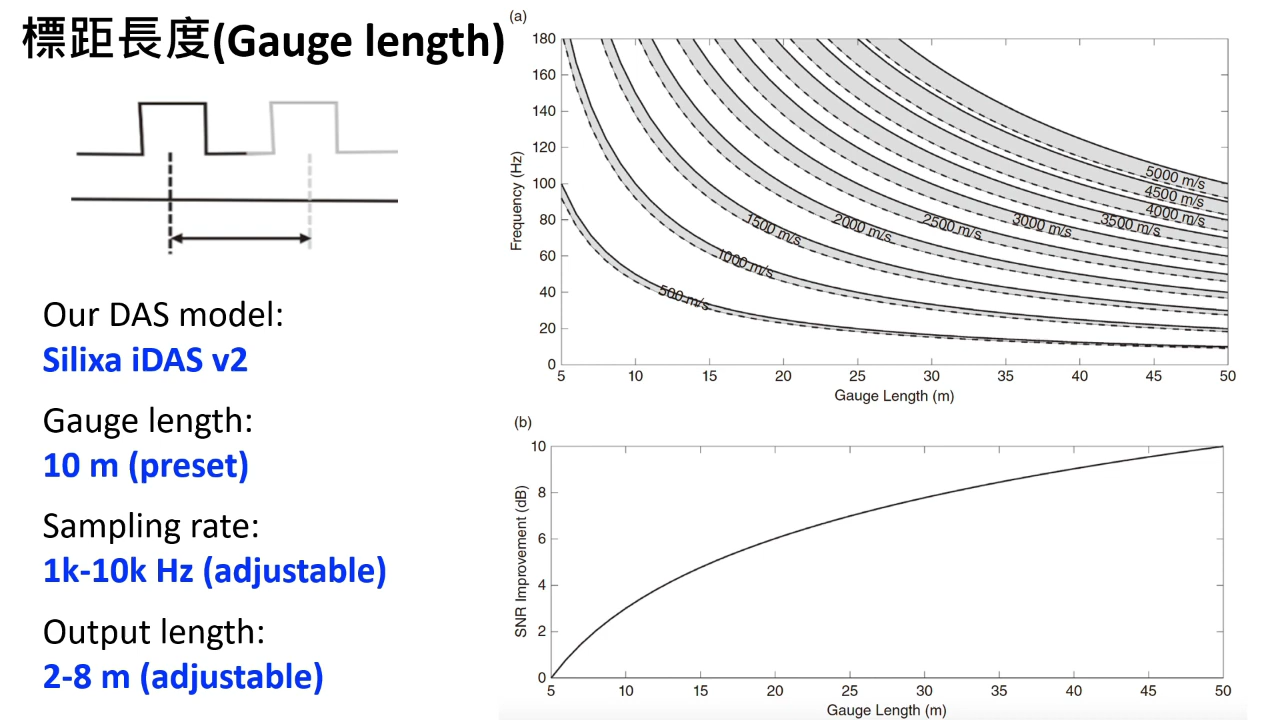 標距長度(Gauge length)
Our DAS model:
Silixa iDAS v2
Gauge length:
10 m (preset)
Sampling rate:
1k-10k Hz (adjustable)
Output length:
2-8 m (adjustable)
(a)
180
160
140
120
100
80
60
40
20
0
Frequency (Hz)
500 m/s
1000 m/s
1500 m/s
2000 m/s
2500 m/s
3000 m/s
3500 m/s
4000 m/s
4500 m/s
5000 m/s
5 10 15 20 25 30 35 40 45 50
Gauge Length (m)
(b)
10
8
6
4
2
0
SNR Improvement (dB)
5 10 15 20 25 30 35 40 45 50
Gauge Length (m)